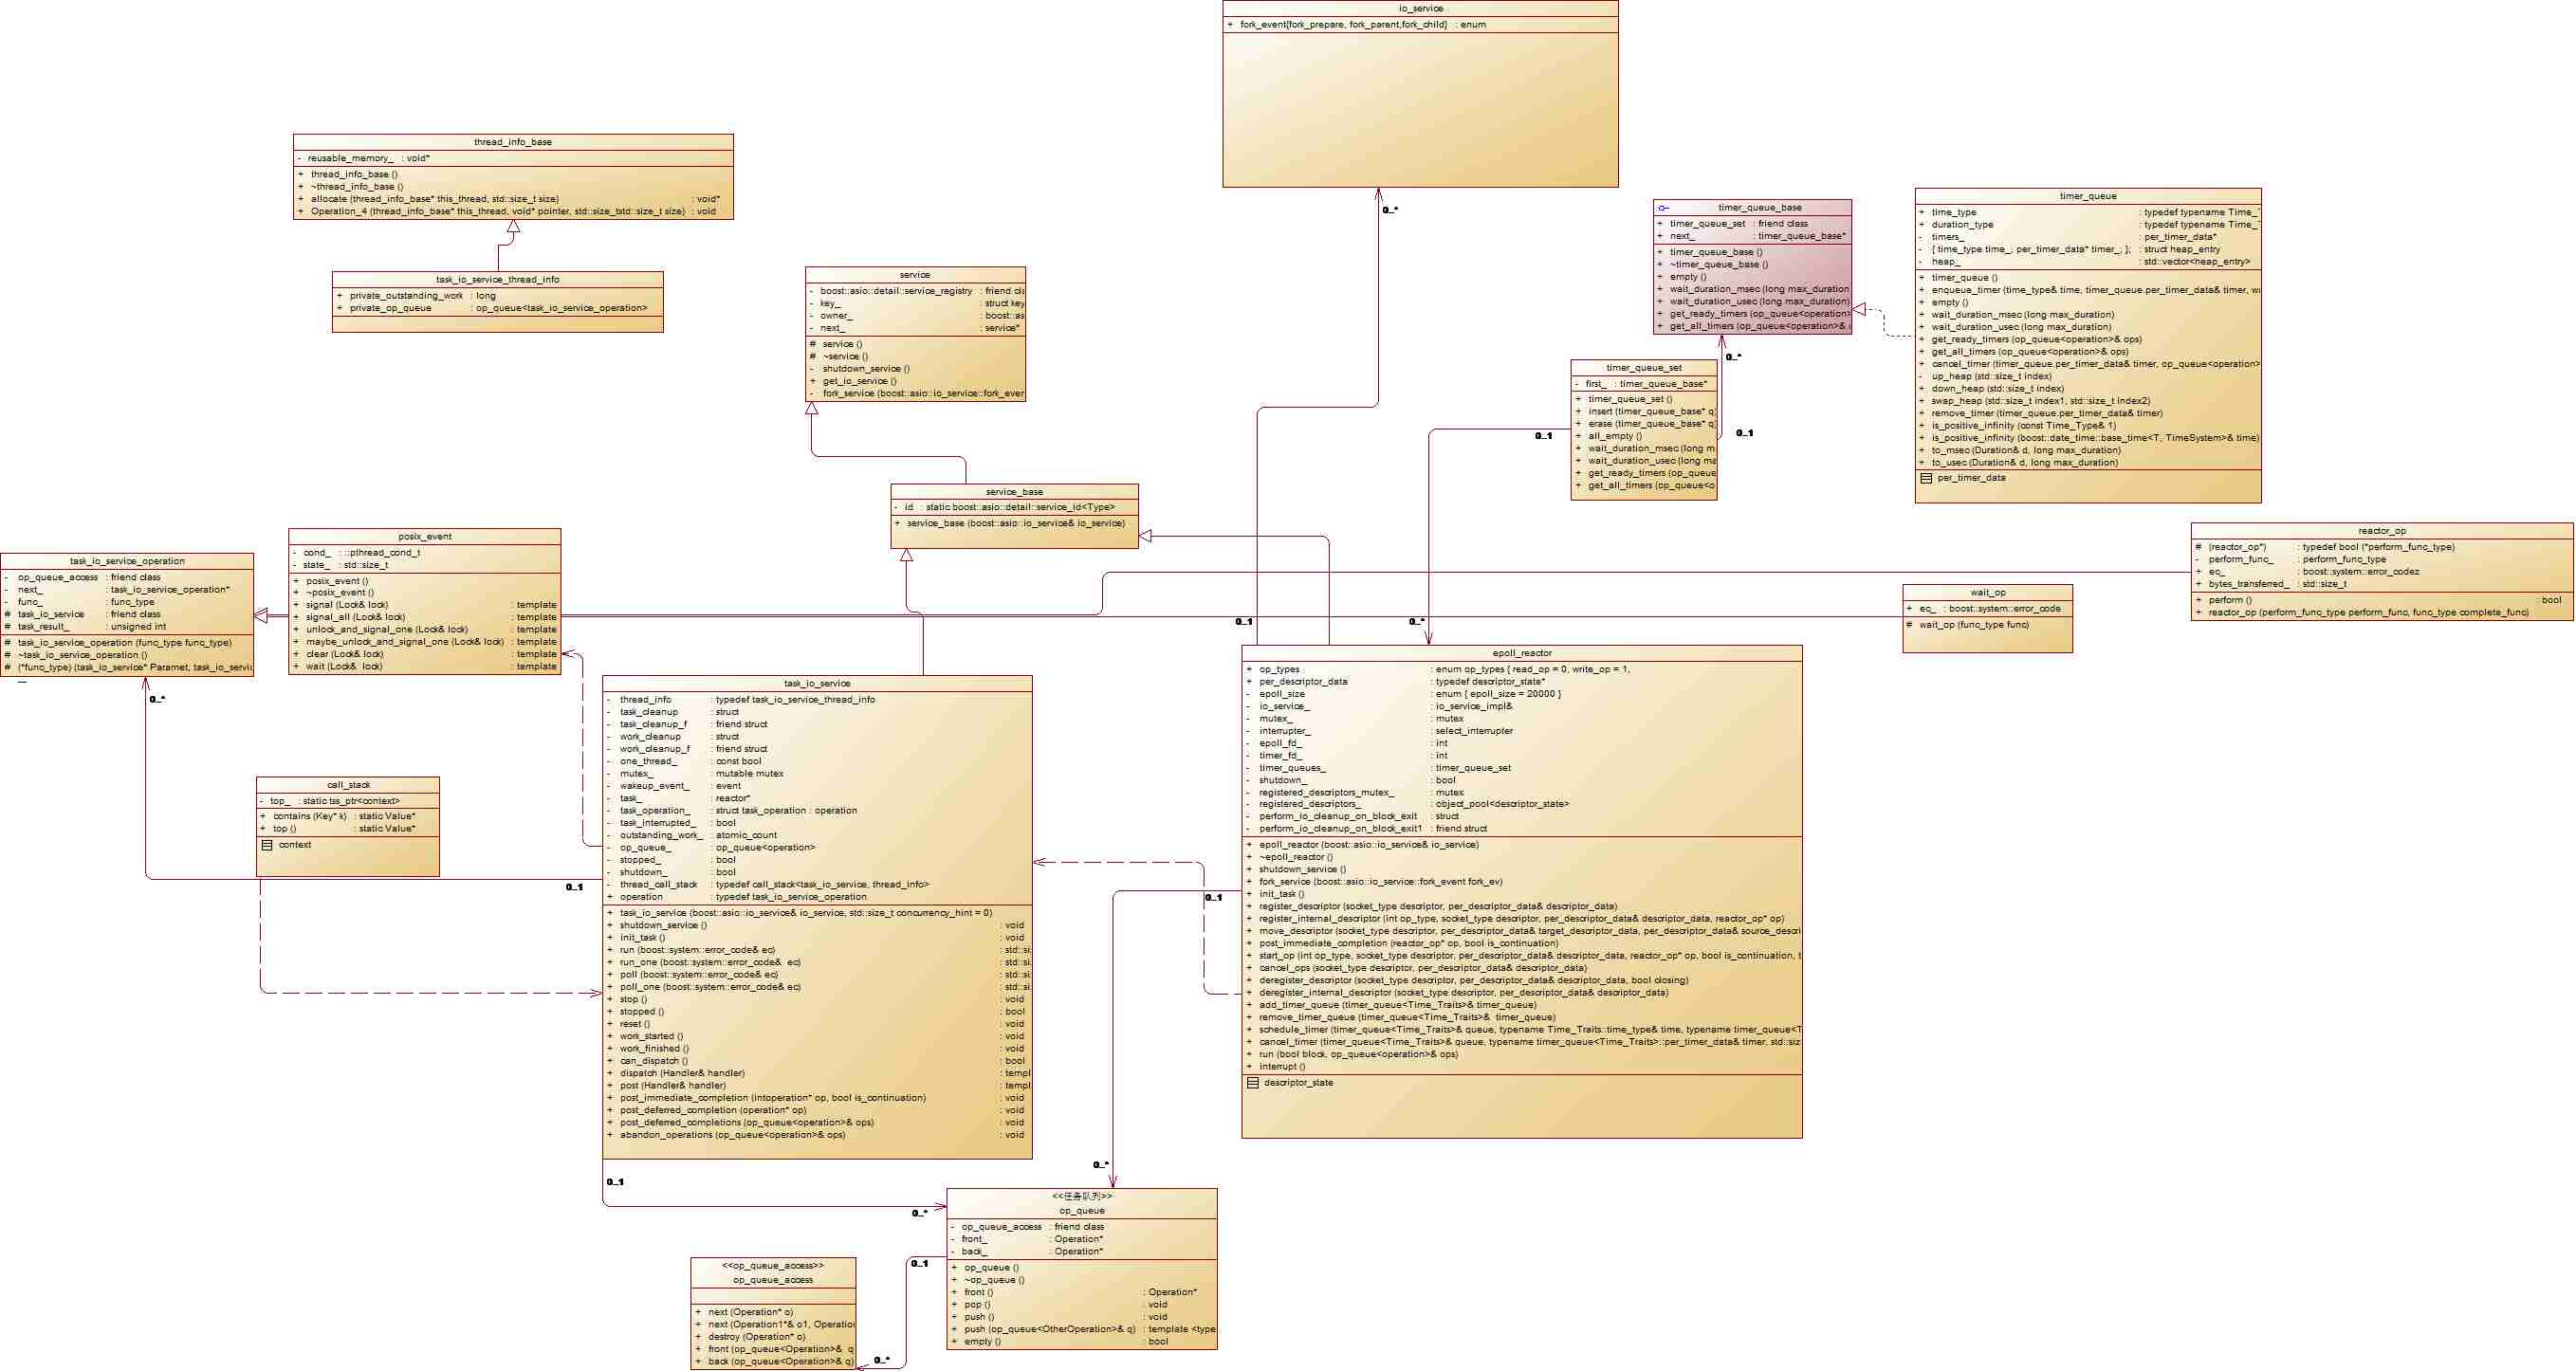 io_service
+ fork_event{fork_prepare, fork_parent,fork_child} : enum
thread_info_base
- reusable_memory_ : void*
+ thread_info_base ()
+ ~thread_info_base ()
+ allocate (thread_info_base* this_thread, std::size_t size) : void*
+ Operation_4 (thread_info_base* this_thread, void* pointer, std::size_tstd::size_t size) : void
task_io_service_thread_info
+ private_outstanding_work : long
+ private_op_queue : op_queue<task_io_service_operation>
service
- boost::asio::detail::service_registry : friend cla
- key_ : struct key
- owner_ : boost::as
- next_ : service*
# service ()
# ~service ()
- shutdown_service ()
+ get_io_service ()
- fork_service (boost::asio::io_service::fork_ever
0..*
timer_queue_base
+ timer_queue_set : friend class
+ next_ : timer_queue_base*
+ timer_queue_base ()
+ ~timer_queue_base ()
+ empty ()
+ wait_duration_msec (long max_duration)
+ wait_duration_usec (long max_duration)
+ get_ready_timers (op_queue<operation>
+ get_all_timers (op_queue<operation>&
timer_queue
+ time_type : typedef typename Time_
+ duration_type : typedef typename Time_
- timers_ : per_timer_data*
- { time_type time_; per_timer_data* timer_; }; : struct heap_entry
- heap_ : std::vector<heap_entry>
+ timer_queue ()
+ enqueue_timer (time_type& time, timer_queue.per_timer_data& timer, wa
+ empty ()
+ wait_duration_msec (long max_duration)
+ wait_duration_usec (long max_duration)
+ get_ready_timers (op_queue<operation>& ops)
+ get_all_timers (op_queue<operation>& ops)
+ cancel_timer (timer_queue.per_timer_data& timer, op_queue<operation>
- up_heap (std::size_t index)
+ down_heap (std::size_t index)
+ swap_heap (std::size_t index1, std::size_t index2)
+ remove_timer (timer_queue.per_timer_data& timer)
+ is_positive_infinity (const Time_Type& 1)
+ is_positive_infinity (boost::date_time::base_time<T, TimeSystem>& time)
+ to_msec (Duration& d, long max_duration)
+ to_usec (Duration& d, long max_duration)
per_timer_data
0..*
timer_queue_set
- first_ : timer_queue_base*
+ timer_queue_set ()
+ insert (timer_queue_base* q)
+ erase (timer_queue_base* q)
+ all_empty ()
+ wait_duration_msec (long m
+ wait_duration_usec (long ma
+ get_ready_timers (op_queue
+ get_all_timers (op_queue<o
0..1
0..1
service_base
- id : static boost::asio::detail::service_id<Type>
+ service_base (boost::asio::io_service& io_service)
posix_event
- cond_ : ::pthread_cond_t
- state_ : std::size_t
+ posix_event ()
+ ~posix_event ()
+ signal (Lock& lock) : template
+ signal_all (Lock& lock) : template
+ unlock_and_signal_one (Lock& lock) : template
+ maybe_unlock_and_signal_one (Lock& lock) : template
+ clear (Lock& lock) : template
+ wait (Lock& lock) : template
task_io_service_operation
- op_queue_access : friend class
- next_ : task_io_service_operation*
- func_ : func_type
# task_io_service : friend class
# task_result_ : unsigned int
# task_io_service_operation (func_type func_type)
# ~task_io_service_operation ()
# (*func_type) (task_io_service* Paramet, task_io_servic
0..*
reactor_op
# (reactor_op*) : typedef bool (*perform_func_type)
- perform_func_ : perform_func_type
+ ec_ : boost::system::error_codez
+ bytes_transferred_ : std::size_t
+ perform () : bool
+ reactor_op (perform_func_type perform_func, func_type complete_func)
wait_op
+ ec_ : boost::system::error_code
# wait_op (func_type func)
0..1
0..*
epoll_reactor
+ op_types : enum op_types { read_op = 0, write_op = 1,
+ per_descriptor_data : typedef descriptor_state*
- epoll_size : enum { epoll_size = 20000 }
- io_service_ : io_service_impl&
- mutex_ : mutex
- interrupter_ : select_interrupter
- epoll_fd_ : int
- timer_fd_ : int
- timer_queues_ : timer_queue_set
- shutdown_ : bool
- registered_descriptors_mutex_ : mutex
- registered_descriptors_ : object_pool<descriptor_state>
- perform_io_cleanup_on_block_exit : struct
- perform_io_cleanup_on_block_exit1 : friend struct
+ epoll_reactor (boost::asio::io_service& io_service)
+ ~epoll_reactor ()
+ shutdown_service ()
+ fork_service (boost::asio::io_service::fork_event fork_ev)
+ init_task ()
+ register_descriptor (socket_type descriptor, per_descriptor_data& descriptor_data)
+ register_internal_descriptor (int op_type, socket_type descriptor, per_descriptor_data& descriptor_data, reactor_op* op)
+ move_descriptor (socket_type descriptor, per_descriptor_data& target_descriptor_data, per_descriptor_data& source_descri
+ post_immediate_completion (reactor_op* op, bool is_continuation)
+ start_op (int op_type, socket_type descriptor, per_descriptor_data& descriptor_data, reactor_op* op, bool is_continuation, t
+ cancel_ops (socket_type descriptor, per_descriptor_data& descriptor_data)
+ deregister_descriptor (socket_type descriptor, per_descriptor_data& descriptor_data, bool closing)
+ deregister_internal_descriptor (socket_type descriptor, per_descriptor_data& descriptor_data)
+ add_timer_queue (timer_queue<Time_Traits>& timer_queue)
+ remove_timer_queue (timer_queue<Time_Traits>& timer_queue)
+ schedule_timer (timer_queue<Time_Traits>& queue, typename Time_Traits::time_type& time, typename timer_queue<T
+ cancel_timer (timer_queue<Time_Traits>& queue, typename timer_queue<Time_Traits>::per_timer_data& timer, std::siz
+ run (bool block, op_queue<operation>& ops)
+ interrupt ()
descriptor_state
task_io_service
- thread_info : typedef task_io_service_thread_info
- task_cleanup : struct
- task_cleanup_f : friend struct
- work_cleanup : struct
- work_cleanup_f : friend struct
- one_thread_ : const bool
- mutex_ : mutable mutex
- wakeup_event_ : event
- task_ : reactor*
- task_operation_ : struct task_operation : operation
- task_interrupted_ : bool
- outstanding_work_ : atomic_count
- op_queue_ : op_queue<operation>
- stopped_ : bool
- shutdown_ : bool
- thread_call_stack : typedef call_stack<task_io_service, thread_info>
+ operation : typedef task_io_service_operation
+ task_io_service (boost::asio::io_service& io_service, std::size_t concurrency_hint = 0)
+ shutdown_service () : void
+ init_task () : void
+ run (boost::system::error_code& ec) : std::si
+ run_one (boost::system::error_code& ec) : std::si
+ poll (boost::system::error_code& ec) : std::si
+ poll_one (boost::system::error_code& ec) : std::si
+ stop () : void
+ stopped () : bool
+ reset () : void
+ work_started () : void
+ work_finished () : void
+ can_dispatch () : bool
+ dispatch (Handler& handler) : templ
+ post (Handler& handler) : templ
+ post_immediate_completion (intoperation* op, bool is_continuation) : void
+ post_deferred_completion (operation* op) : void
+ post_deferred_completions (op_queue<operation>& ops) : void
+ abandon_operations (op_queue<operation>& ops) : void
call_stack
- top_ : static tss_ptr<context>
+ contains (Key* k) : static Value*
+ top () : static Value*
context
0..1
0..1
0..*
0..1
0..*
<<任务队列>>
op_queue
- op_queue_access : friend class
- front_ : Operation*
- back_ : Operation*
+ op_queue ()
+ ~op_queue ()
+ front () : Operation*
+ pop () : void
+ push () : void
+ push (op_queue<OtherOperation>& q) : template <type
+ empty () : bool
0..1
<<op_queue_access>>
op_queue_access
+ next (Operation* o)
+ next (Operation1*& o1, Operatio
+ destroy (Operation* o)
+ front (op_queue<Operation>& q
+ back (op_queue<Operation>& q)
0..*